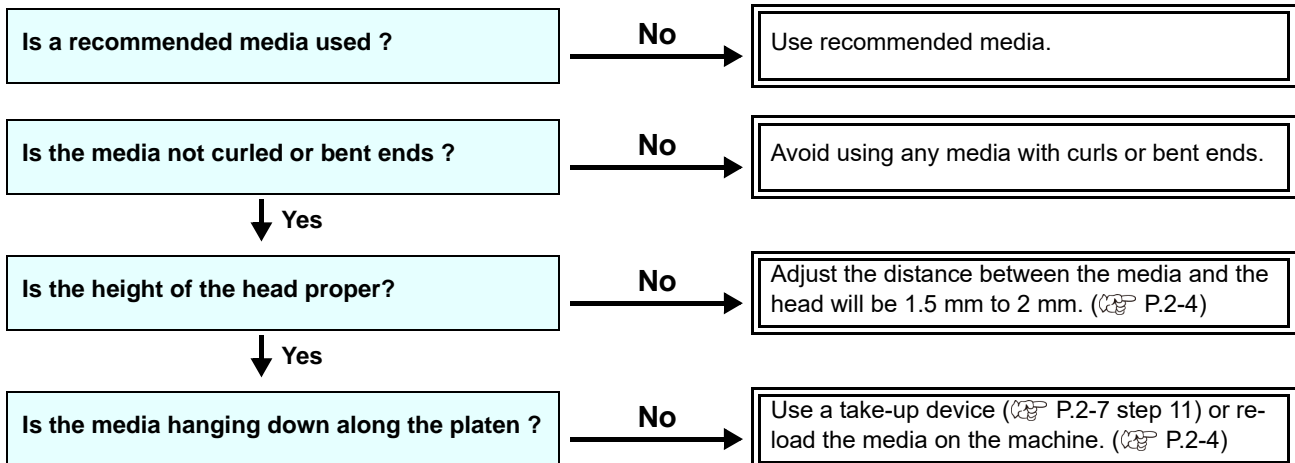 Is a recommended media used ?
No
Use recommended media.
Is the media not curled or bent ends ?
No
Avoid using any media with curls or bent ends.
Yes
Is the height of the head proper?
No
Adjust the distance between the media and the
head will be 1.5 mm to 2 mm. (☞ P.2-4)
Yes
Is the media hanging down along the platen ?
No
Use a take-up device (☞ P.2-7 step 11) or re-
load the media on the machine. (☞ P.2-4)